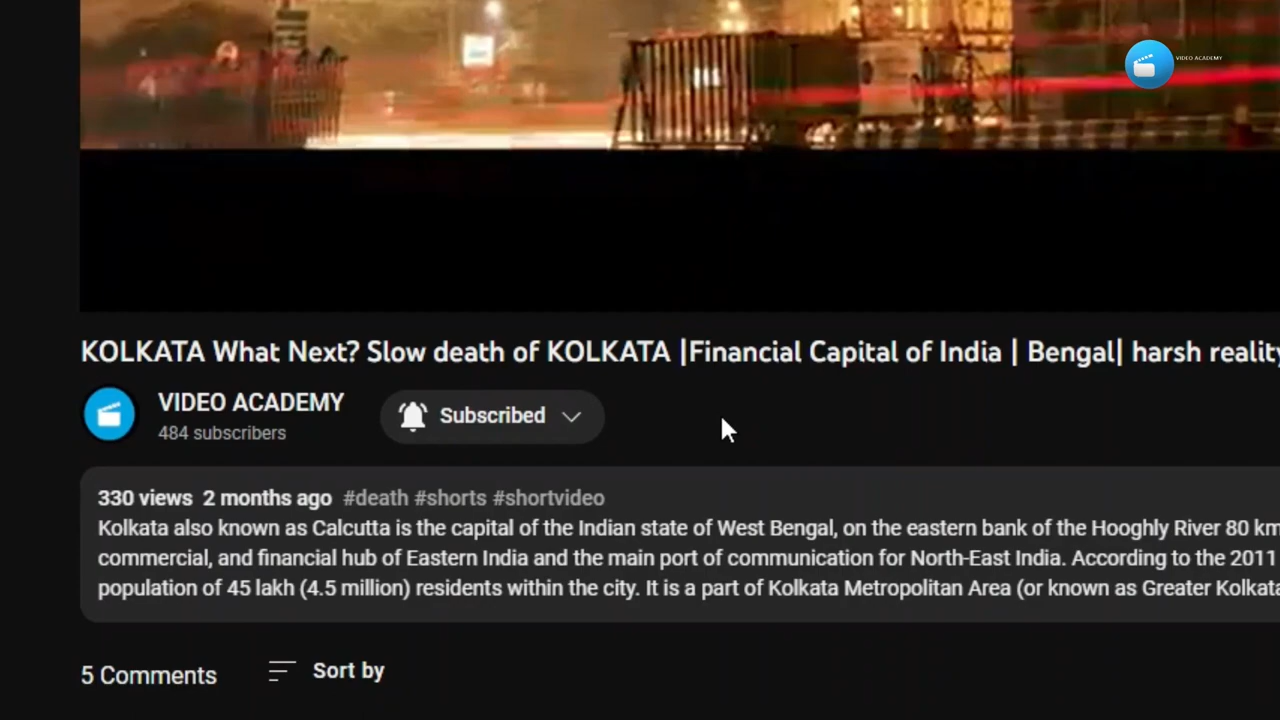 VIDEO ACADEMY
KOLKATA What Next? Slow death of KOLKATA |Financial Capital of India | Bengal| harsh reality
VIDEO ACADEMY
484 subscribers
Subscribed
330 views 2 months ago #death #shorts #shortvideo
Kolkata also known as Calcutta is the capital of the Indian state of West Bengal, on the eastern bank of the Hooghly River 80 km
commercial, and financial hub of Eastern India and the main port of communication for North-East India. According to the 2011
population of 45 lakh (4.5 million) residents within the city. It is a part of Kolkata Metropolitan Area (or known as Greater Kolkata
5 Comments
Sort by